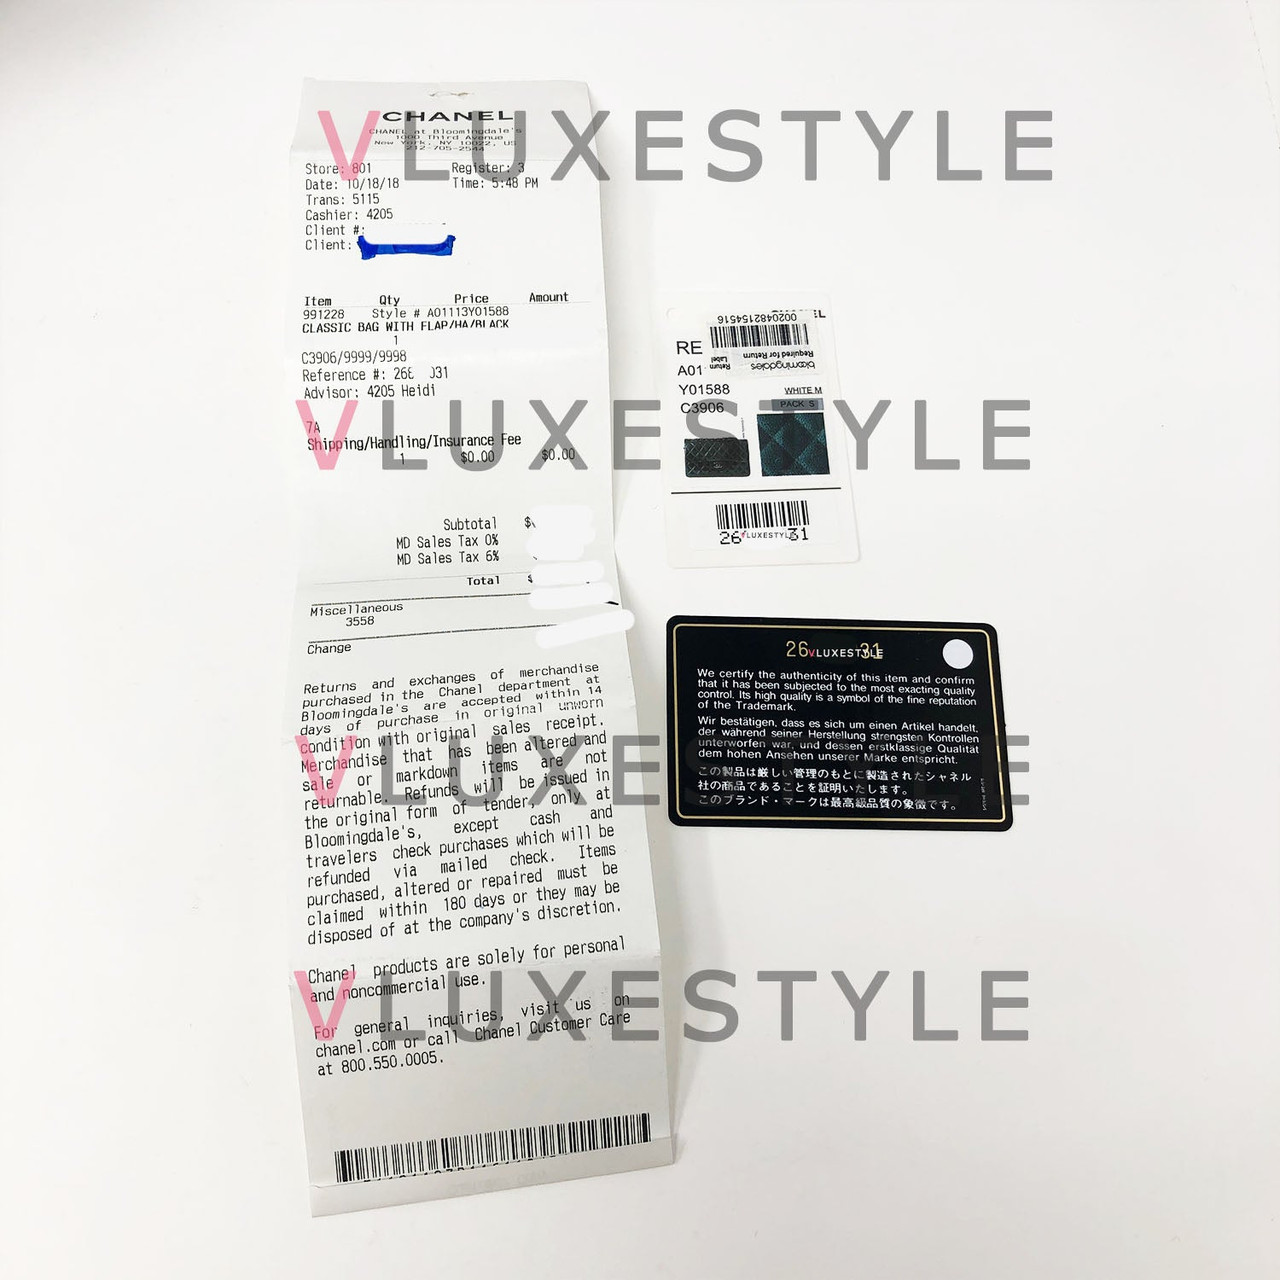 CHANEL
CHANEL at Bloomingdale's
1000 Third Avenue
New York, NY 10022, US
212-705-2544
VLUXESTYLE
Store: 801 Register: 3
Date: 10/18/18 Time: 5:48 PM
Trans: 5115
Cashier: 4205
Client #:
Client:
Item Qty Price Amount
991228 Style # A01113Y01588
CLASSIC BAG WITH FLAP/HA/BLACK
1
C3906/9999/9998
Reference #: 26 031
Advisor: 4205 Heidi
VLUXESTYLE
7A
Shipping/Handling/Insurance Fee
1 $0.00 $0.00
Subtotal $
MD Sales Tax 0%
MD Sales Tax 6%
Total $
Miscellaneous
3558
Change
Returns and exchanges of merchandise
purchased in the Chanel department at
Bloomingdale's are accepted within 14
days of purchase in original unworn
condition with original sales receipt.
Merchandise that has been altered and
sale or markdown items are not
returnable. Refunds will be issued in
the original form of tender, only at
Bloomingdale's, except cash and
travelers check purchases which will be
refunded via mailed check. Items
purchased, altered or repaired must be
claimed within 180 days or they may be
disposed of at the company's discretion.
VLUXESTYLE
Chanel products are solely for personal
and noncommercial use.
For general inquiries, visit us on
chanel.com or call Chanel Customer Care
at 800.550.0005.
VLUXESTYLE
0020482154516
Required for Return
Return
Label
bloomingdales
RE
A01
Y01588
C3906
WHITE M
PACK S
26 31
VLUXESTYLE
26 31
VLUXESTYLE
We certify the authenticity of this item and confirm
that it has been subjected to the most exacting quality
control. Its high quality is a symbol of the fine reputation
of the Trademark.
Wir bestätigen, dass es sich um einen Artikel handelt,
der während seiner Herstellung strengsten Kontrollen
unterworfen war, und dessen erstklassige Qualität
dem hohen Ansehen unserer Marke entspricht.
この製品は厳しい管理のもとに製造されたシャネル
社の商品であることを証明いたします。
このブランド・マークは最高級品質の象徴です。